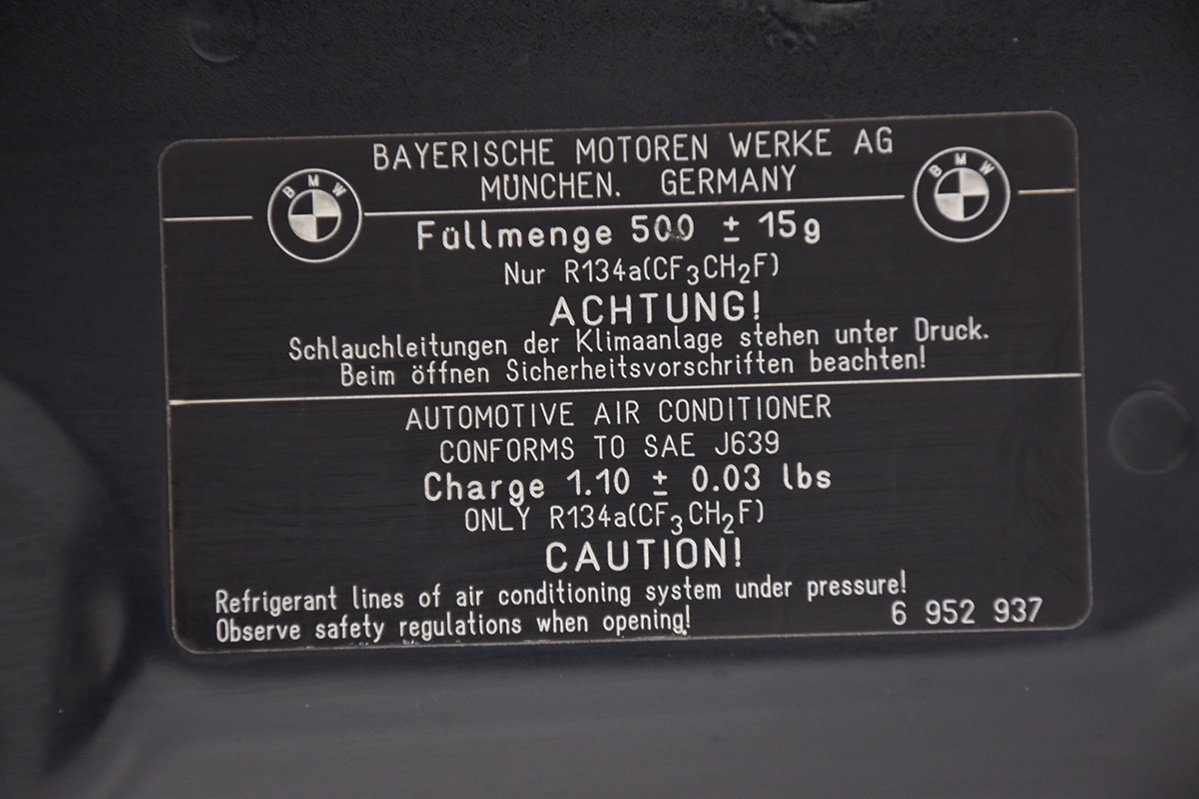 BAYERISCHE MOTOREN WERKE AG
MÜNCHEN. GERMANY
BMW
BMW
Füllmenge 500 ± 15g
Nur R134a(CF₃CH₂F)
ACHTUNG!
Schlauchleitungen der Klimaanlage stehen unter Druck.
Beim öffnen Sicherheitsvorschriften beachten!
AUTOMOTIVE AIR CONDITIONER
CONFORMS TO SAE J639
Charge 1.10 ± 0.03 lbs
ONLY R134a(CF₃CH₂F)
CAUTION!
Refrigerant lines of air conditioning system under pressure!
Observe safety regulations when opening!
6 952 937